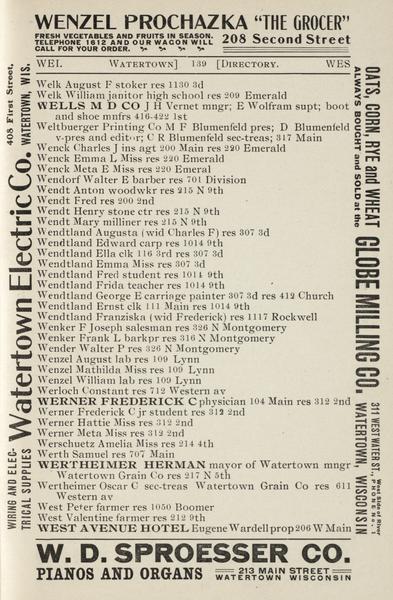 WENZEL PROCHAZKA "THE GROCER"
FRESH VEGETABLES AND FRUITS IN SEASON.
TELEPHONE 1612 AND OUR WAGON WILL
CALL FOR YOUR ORDER.
208 Second Street
WEL WATERTOWN] 139 [DIRECTORY. WES
Welk August F stoker res 1130 3d
Welk William janitor high school res 209 Emerald
WELLS M D CO J H Vernet mngr; E Wolfram supt; boot
and shoe mnfrs 416-422 1st
Weltbuerger Printing Co M F Blumenfeld pres; D Blumenfeld
v-pres and editor; C R Blumenfeld sec-treas; 317 Main
Wenck Charles J ins agt 200 Main res 220 Emerald
Wenck Emma L Miss res 220 Emerald
Wenck Meta E Miss res 220 Emeral
Wendorf Walter E barber res 701 Division
Wendt Anton woodwkr res 215 N 9th
Wendt Fred res 200 2nd
Wendt Henry stone ctr res 215 N 9th
Wendt Mary milliner res 215 N 9th
Wendtland Augusta (wid Charles F) res 307 3d
Wendtland Edward carp res 1014 9th
Wendtland Ella clk 116 3rd res 307 3d
Wendtland Emma Miss res 307 3d
Wendtland Fred student res 1014 9th
Wendtland Frida teacher res 1014 9th
Wendtland George E carriage painter 307 3d res 412 Church
Wendtland Ernst clk 111 Main res 1014 9th
Wendtland Franziska (wid Frederick) res 1117 Rockwell
Wenker F Joseph salesman res 326 N Montgomery
Wenker Frank L barkpr res 316 N Montgomery
Wender Walter P res 326 N Montgomery
Wenzel August lab res 109 Lynn
Wenzel Mathilda Miss res 109 Lynn
Wenzel William lab res 109 Lynn
Werloch Constant res 712 Western av
WERNER FREDERICK C physician 104 Main res 312 2nd
Werner Frederick C jr student res 312 2nd
Werner Hattie Miss res 312 2nd
Werner Meta Miss res 312 2nd
Werschuetz Amelia Miss res 214 4th
Werth Samuel res 707 Main
WERTHEIMER HERMAN mayor of Watertown mngr
Watertown Grain Co res 217 N 5th
Wertheimer Oscar C sec-treas Watertown Grain Co res 611
Western av
West Peter farmer res 1050 Boomer
West Valentine farmer res 212 9th
WEST AVENUE HOTEL Eugene Wardell prop 206 W Main
WIRING AND ELEC-
TRICAL SUPPLIES
Watertown Electric Co.
408 First Street,
WATERTOWN, WIS.
OATS, CORN, RYE and WHEAT
ALWAYS BOUGHT and SOLD at the
GLOBE MILLING CO.
311 WEST WATER ST., PHONE No. 1
West Side of River
WATERTOWN, WISCONSIN
W. D. SPROESSER CO.
PIANOS AND ORGANS
213 MAIN STREET
WATERTOWN WISCONSIN